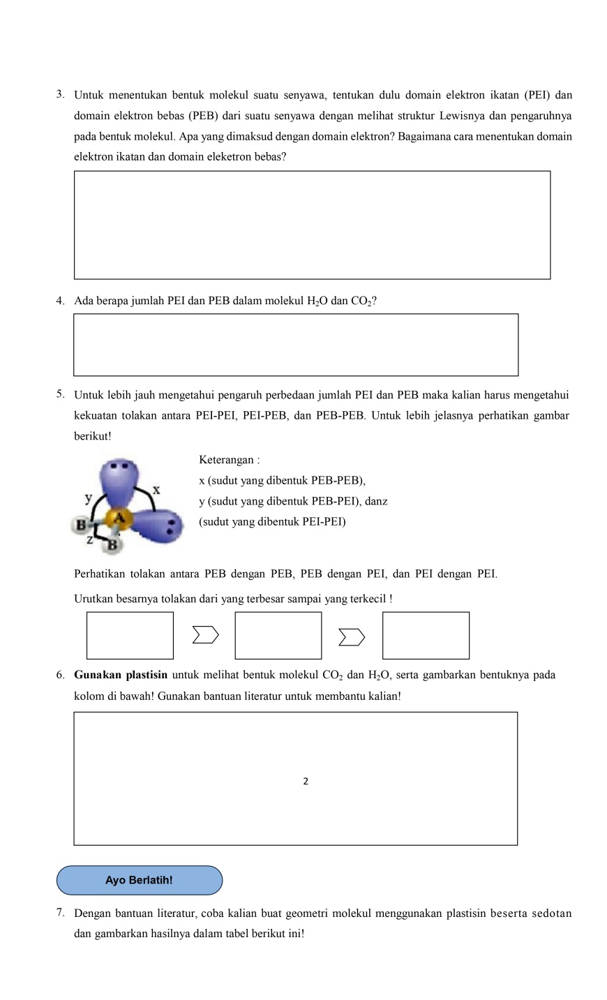 3. Untuk menentukan bentuk molekul suatu senyawa, tentukan dulu domain elektron ikatan (PEI) dan
domain elektron bebas (PEB) dari suatu senyawa dengan melihat struktur Lewisnya dan pengaruhnya
pada bentuk molekul. Apa yang dimaksud dengan domain elektron? Bagaimana cara menentukan domain
elektron ikatan dan domain eleketron bebas?
4. Ada berapa jumlah PEI dan PEB dalam molekul H₂O dan CO₂?
5. Untuk lebih jauh mengetahui pengaruh perbedaan jumlah PEI dan PEB maka kalian harus mengetahui
kekuatan tolakan antara PEI-PEI, PEI-PEB, dan PEB-PEB. Untuk lebih jelasnya perhatikan gambar
berikut!
y
x
A
B
z
B
Keterangan :
x (sudut yang dibentuk PEB-PEB),
y (sudut yang dibentuk PEB-PEI), danz
(sudut yang dibentuk PEI-PEI)
Perhatikan tolakan antara PEB dengan PEB, PEB dengan PEI, dan PEI dengan PEI.
Urutkan besarnya tolakan dari yang terbesar sampai yang terkecil !
6. Gunakan plastisin untuk melihat bentuk molekul CO₂ dan H₂O, serta gambarkan bentuknya pada
kolom di bawah! Gunakan bantuan literatur untuk membantu kalian!
2
Ayo Berlatih!
7. Dengan bantuan literatur, coba kalian buat geometri molekul menggunakan plastisin beserta sedotan
dan gambarkan hasilnya dalam tabel berikut ini!